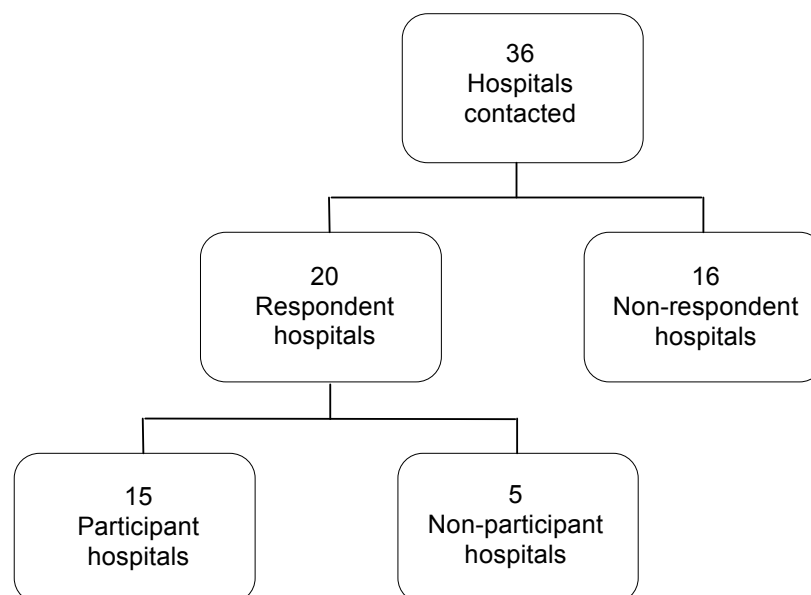 36
Hospitals
contacted
20
Respondent
hospitals
16
Non-respondent
hospitals
15
Participant
hospitals
5
Non-participant
hospitals